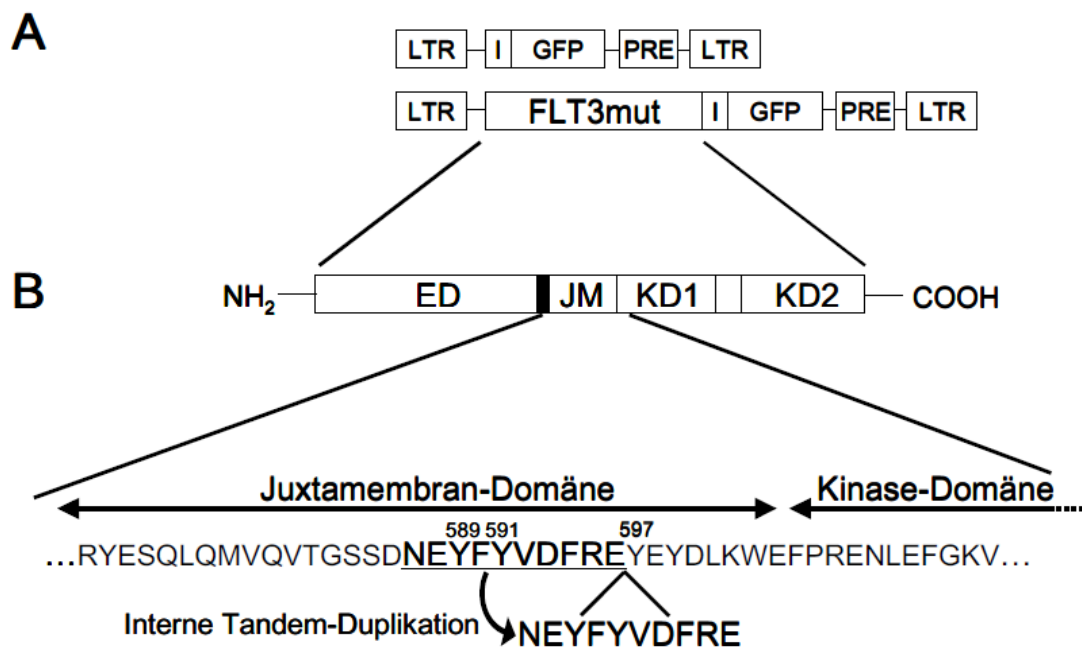 A
LTR I GFP PRE LTR
LTR FLT3mut I GFP PRE LTR
B
NH2 ED JM KD1 KD2 COOH
Juxtamembran-Domäne Kinase-Domäne
589 591 597
...RYESQLQMVQVTGSSDNEYFYVDFREYEYDLKWEFPRENLEFGKV...
Interne Tandem-Duplikation NEYFYVDFRE